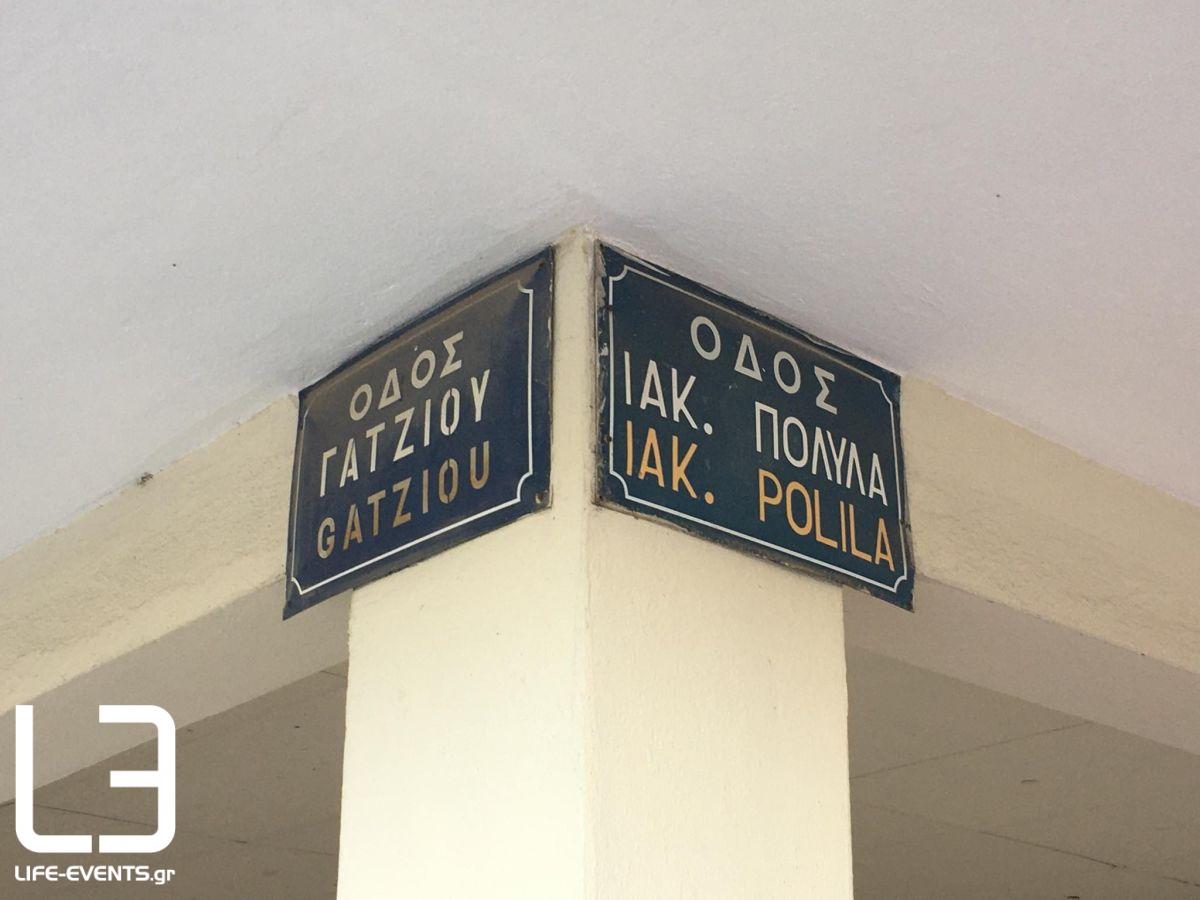 ΟΔΟΣ
ΓΑΤΖΙΟΥ
GATZIOU
ΟΔΟΣ
ΙΑΚ. ΠΟΛΥΛΑ
IAK. POLILA
LIFE-EVENTS.gr